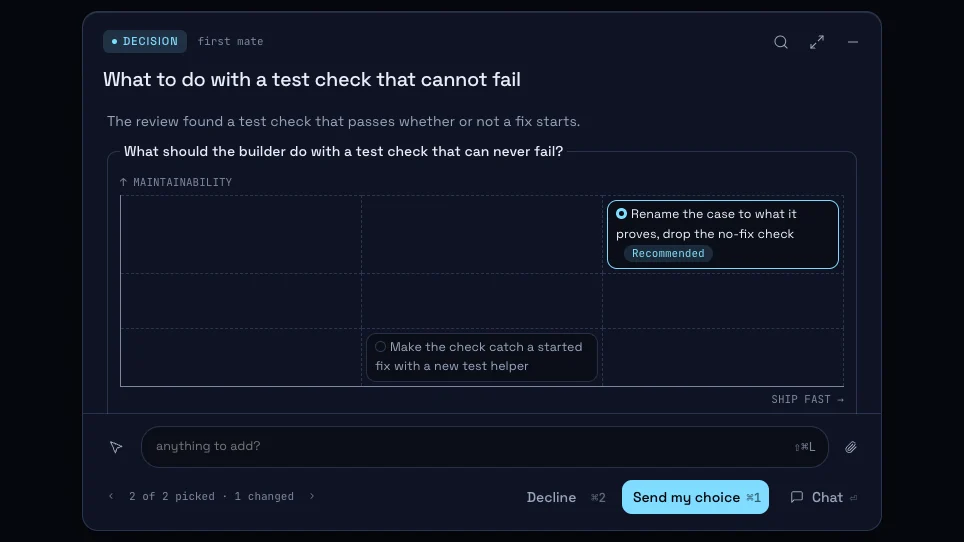 DECISION first mate
What to do with a test check that cannot fail
The review found a test check that passes whether or not a fix starts.
What should the builder do with a test check that can never fail?
↑ MAINTAINABILITY
Rename the case to what it
proves, drop the no-fix check
Recommended
Make the check catch a started
fix with a new test helper
SHIP FAST →
anything to add? ⇧⌘L
‹ 2 of 2 picked · 1 changed ›
Decline ⌘2 Send my choice ⌘1 Chat ⏎